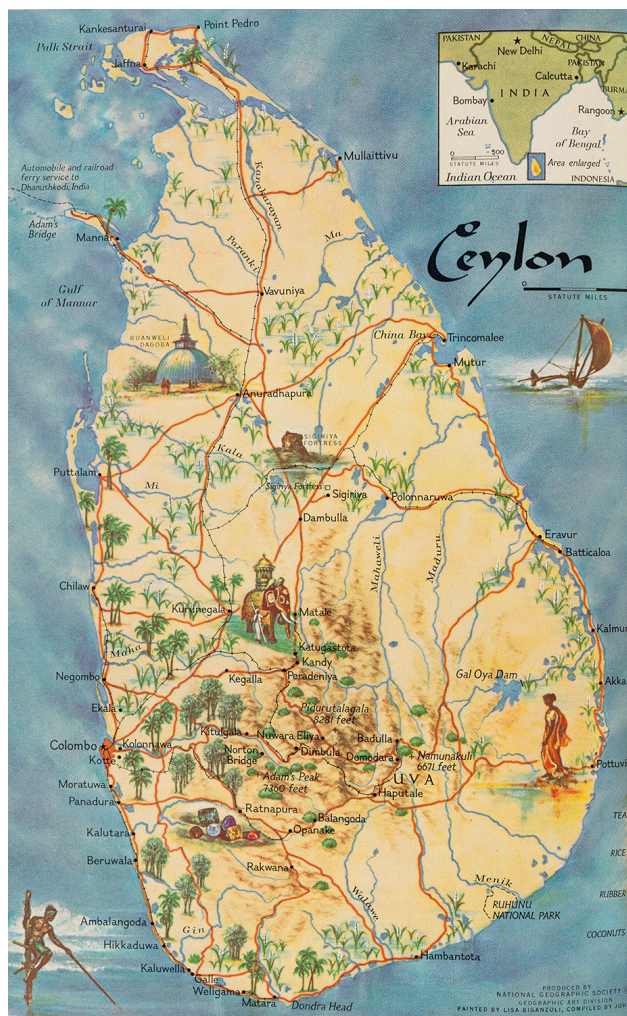 Kankesanturai
Point Pedro
Palk Strait
Jaffna
PAKISTAN
NEPAL
CHINA
New Delhi
Karachi
PAKISTAN
Calcutta
INDIA
BURMA
Bombay
Rangoon
Arabian
Sea
Bay
of Bengal
0 500
STATUTE MILES
Area enlarged
Indian Ocean
INDONESIA
Mullaittivu
Automobile and railroad
ferry service to
Dhanushkodi, India
Kanakarayan
Adam's
Bridge
Mannar
Paranki
Ma
Ceylon
0
STATUTE MILES
Gulf
of Mannar
Vavuniya
RUANWELI
DAGOBA
China Bay
Trincomalee
Mutur
Anuradhapura
SIGIRIYA
FORTRESS
Kala
Puttalam
Mi
Sigiriya Fortress
Sigiriya
Polonnaruwa
Dambulla
Eravur
Batticaloa
Mahaweli
Maduru
Chilaw
Kurunegala
Matale
Kalmu
Maha
Katugastota
Kandy
Negombo
Kegalla
Peradeniya
Gal Oya Dam
Akka
Ekala
Pidurutalagala
8281 feet
Kitulgala
Nuwara Eliya
Badulla
Colombo
Kolonnawa
Kotte
Norton
Bridge
Dimbula
Domodara
Namunakuli
6671 feet
Pottuvi
Adam's Peak
7360 feet
UVA
Moratuwa
Haputale
Panadura
Ratnapura
Balangoda
TEA
Kalutara
Opanake
RICE
Beruwala
Rakwana
Menik
RUBBER
Walawe
RUHUNU
NATIONAL PARK
Ambalangoda
Gin
COCONUTS
Hikkaduwa
Hambantota
Kaluwella
Galle
Weligama
Matara
Dondra Head
PRODUCED BY
NATIONAL GEOGRAPHIC SOCIETY
GEOGRAPHIC ART DIVISION
PAINTED BY LISA BIGANZOLI, COMPILED BY JOH